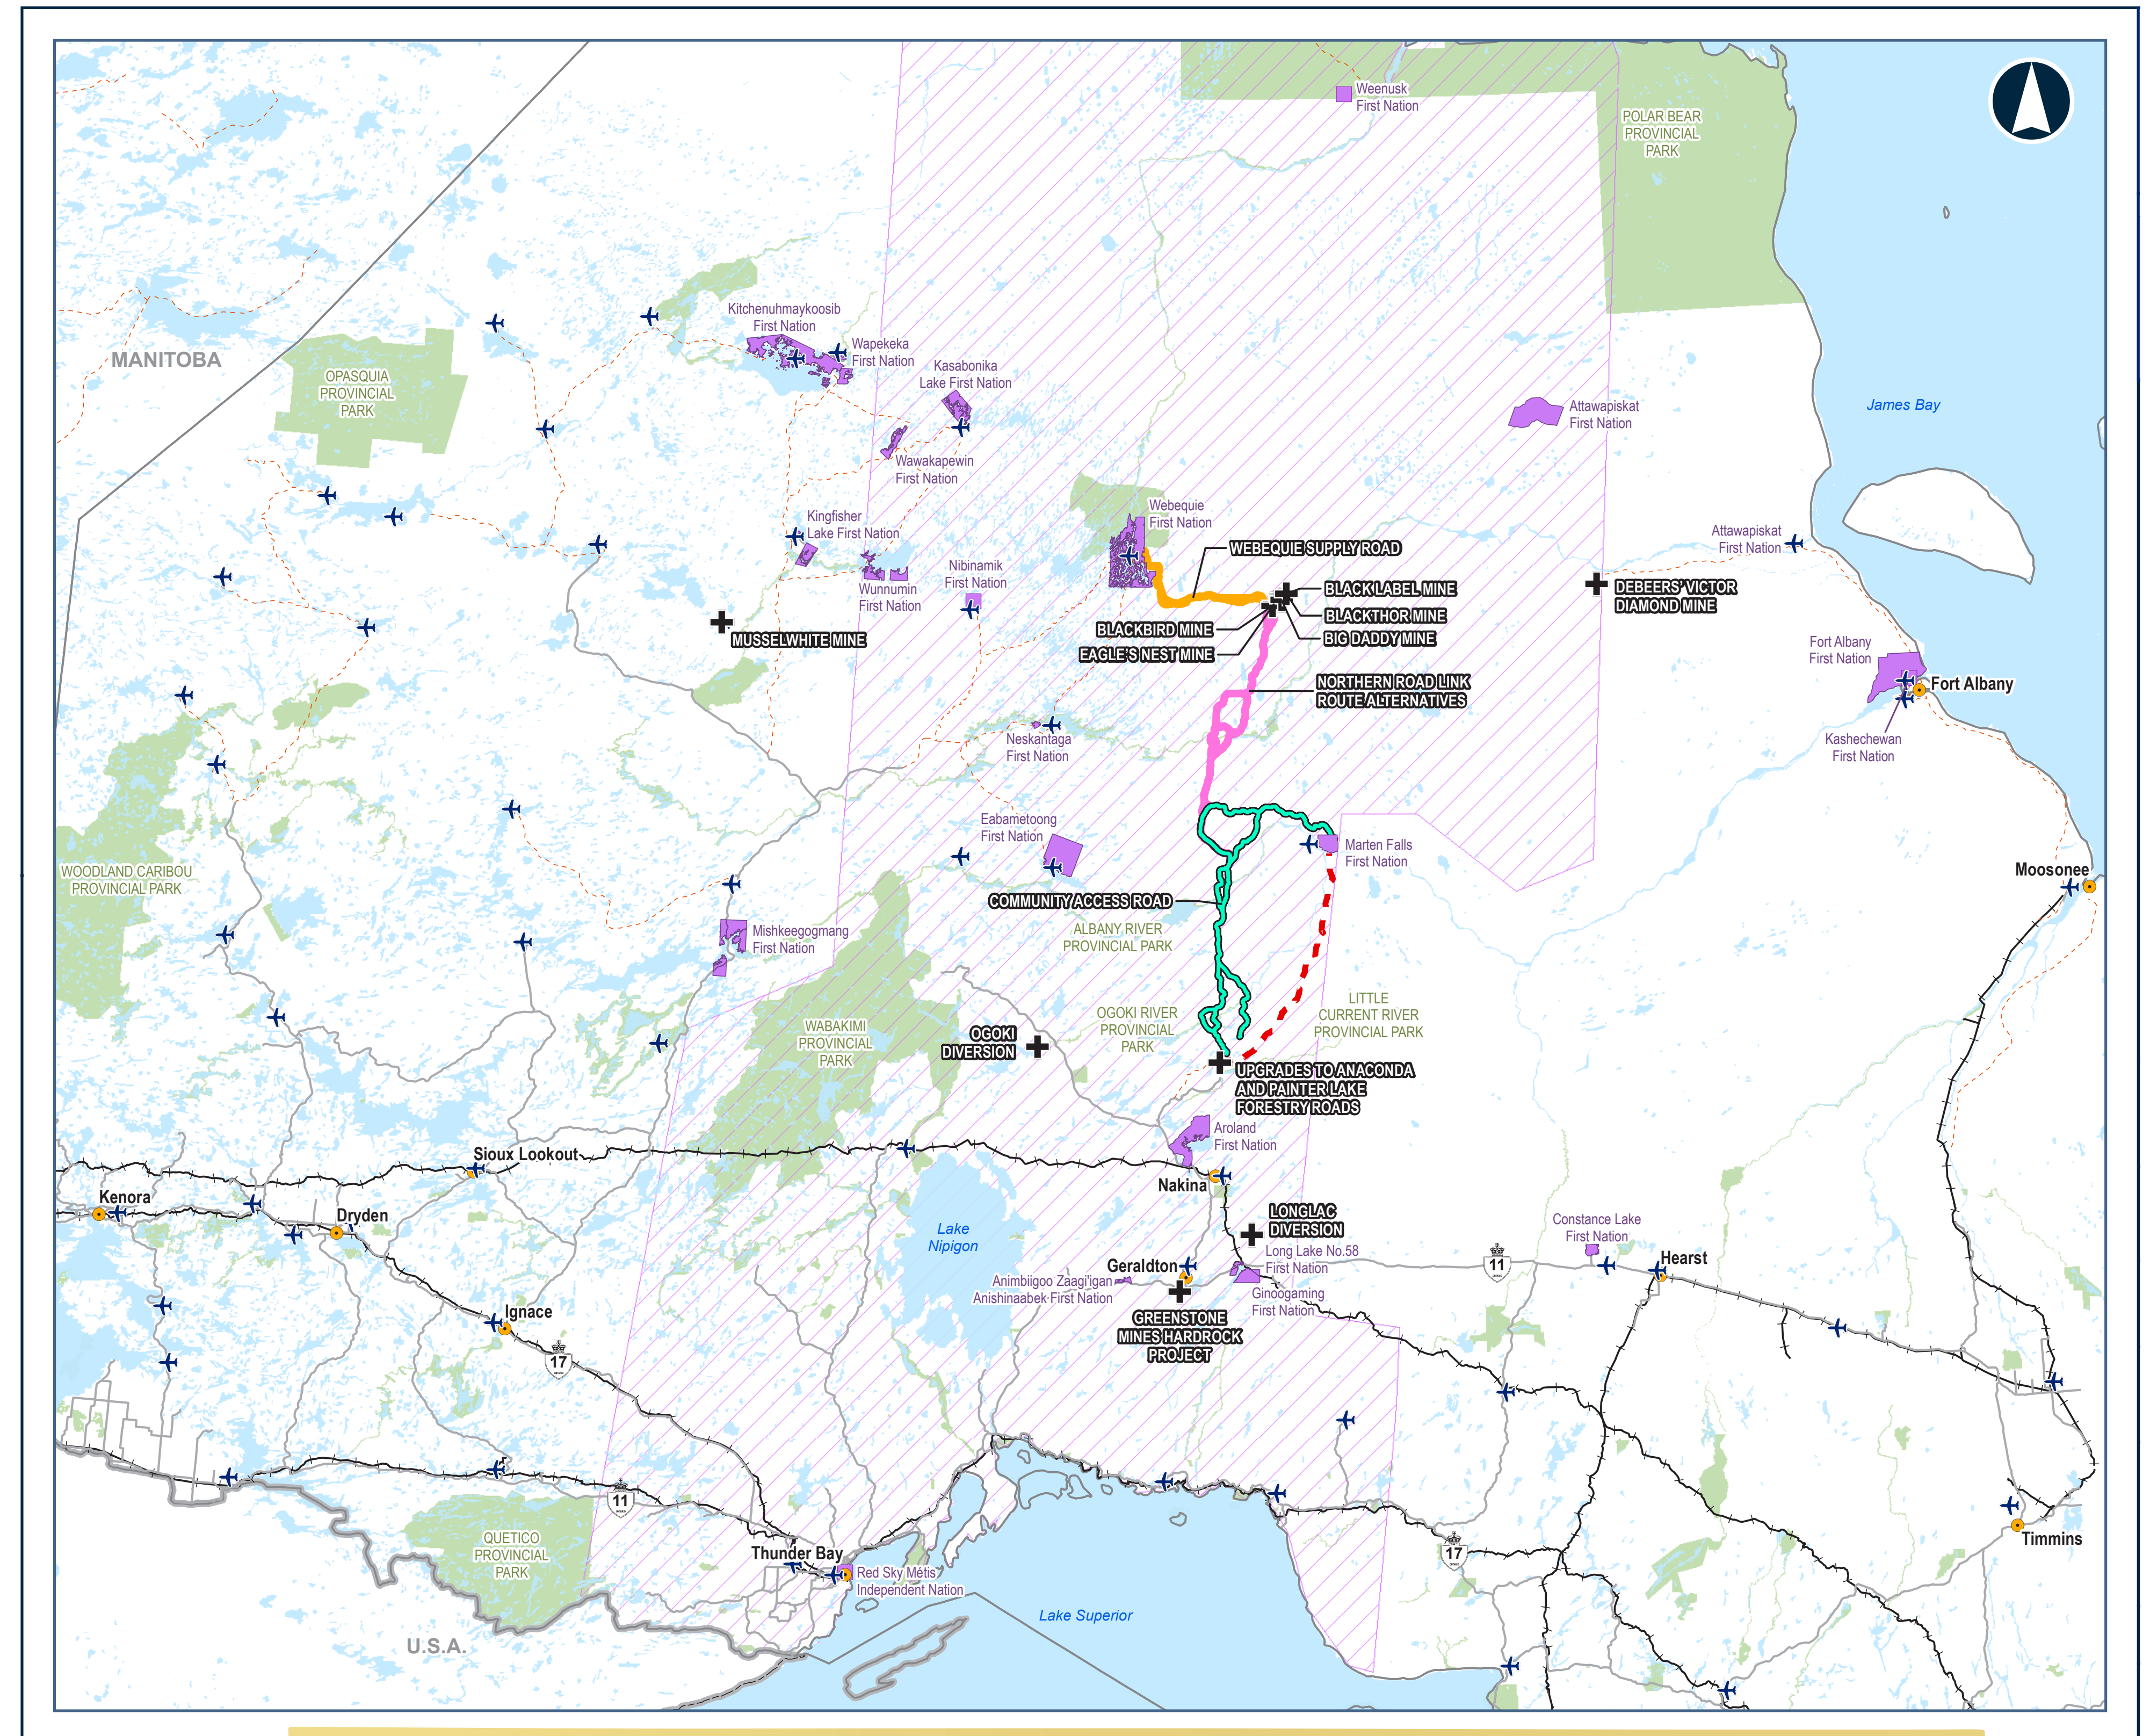 Weenusk
First Nation
POLAR BEAR
PROVINCIAL
PARK
MANITOBA
Kitchenuhmaykoosib
First Nation
Wapekeka
First Nation
Kasabonika
Lake First Nation
OPASQUIA
PROVINCIAL
PARK
Attawapiskat
First Nation
James Bay
Wawakapewin
First Nation
Webequie
First Nation
Kingfisher
Lake First Nation
Attawapiskat
First Nation
WEBEQUIE SUPPLY ROAD
Nibinamik
First Nation
Wunnumin
First Nation
BLACK LABEL MINE
DEBEERS' VICTOR
DIAMOND MINE
BLACKTHOR MINE
BLACKBIRD MINE
BIG DADDY MINE
MUSSELWHITE MINE
EAGLE'S NEST MINE
Fort Albany
First Nation
Fort Albany
NORTHERN ROAD LINK
ROUTE ALTERNATIVES
Neskantaga
First Nation
Kashechewan
First Nation
Eabametoong
First Nation
Marten Falls
First Nation
WOODLAND CARIBOU
PROVINCIAL PARK
Moosonee
COMMUNITY ACCESS ROAD
Mishkeegogmang
First Nation
ALBANY RIVER
PROVINCIAL PARK
LITTLE
CURRENT RIVER
PROVINCIAL PARK
OGOKI RIVER
PROVINCIAL
PARK
WABAKIMI
PROVINCIAL
PARK
OGOKI
DIVERSION
UPGRADES TO ANACONDA
AND PAINTER LAKE
FORESTRY ROADS
Aroland
First Nation
Sioux Lookout
Nakina
Kenora
Dryden
Lake
Nipigon
LONGLAC
DIVERSION
Constance Lake
First Nation
Long Lake No.58
First Nation
Hearst
11
Geraldton
Animbiigoo Zaagi'igan
Anishinaabek First Nation
Ginoogaming
First Nation
Ignace
GREENSTONE
MINES HARDROCK
PROJECT
17
11
QUETICO
PROVINCIAL
PARK
Thunder Bay
Red Sky Métis
Independent Nation
17
Timmins
Lake Superior
U.S.A.